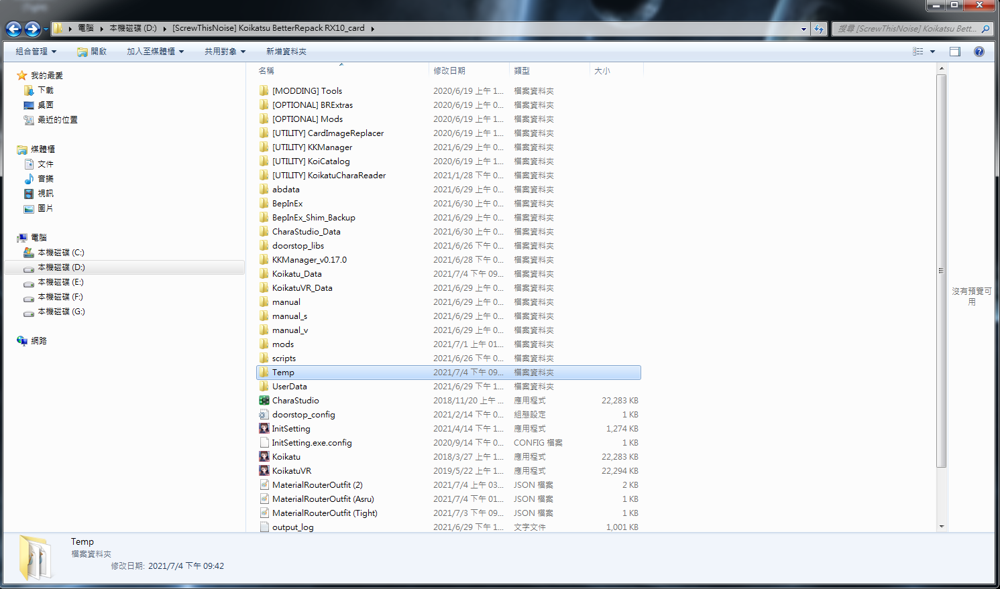 電腦 本機磁碟 (D:) [ScrewThisNoise] Koikatsu BetterRepack RX10_card 搜尋 [ScrewThisNoise] Koikatsu Bett...
組合管理 開啟 加入至媒體櫃 共用對象 新增資料夾
我的最愛
下載
桌面
最近的位置
媒體櫃
文件
音樂
視訊
圖片
電腦
本機磁碟 (C:)
本機磁碟 (D:)
本機磁碟 (E:)
本機磁碟 (F:)
本機磁碟 (G:)
網路
名稱 修改日期 類型 大小
[MODDING] Tools 2020/6/19 上午 1... 檔案資料夾
[OPTIONAL] BRExtras 2020/6/19 上午 1... 檔案資料夾
[OPTIONAL] Mods 2020/6/19 上午 1... 檔案資料夾
[UTILITY] CardImageReplacer 2020/6/19 上午 1... 檔案資料夾
[UTILITY] KKManager 2021/6/29 上午 0... 檔案資料夾
[UTILITY] KoiCatalog 2020/6/19 上午 1... 檔案資料夾
[UTILITY] KoikatuCharaReader 2021/1/28 下午 0... 檔案資料夾
abdata 2021/6/29 上午 0... 檔案資料夾
BepInEx 2021/6/30 上午 0... 檔案資料夾
BepInEx_Shim_Backup 2021/6/29 上午 0... 檔案資料夾
CharaStudio_Data 2021/6/30 上午 0... 檔案資料夾
doorstop_libs 2021/6/26 下午 0... 檔案資料夾
KKManager_v0.17.0 2021/6/28 下午 0... 檔案資料夾
Koikatu_Data 2021/7/4 下午 09... 檔案資料夾
KoikatuVR_Data 2021/6/29 上午 0... 檔案資料夾
manual 2021/6/29 上午 0... 檔案資料夾
manual_s 2021/6/29 上午 0... 檔案資料夾
manual_v 2021/6/29 上午 0... 檔案資料夾
mods 2021/7/1 上午 01... 檔案資料夾
scripts 2021/6/26 下午 0... 檔案資料夾
Temp 2021/7/4 下午 09... 檔案資料夾
UserData 2021/6/29 下午 1... 檔案資料夾
CharaStudio 2018/11/20 上午 ... 應用程式 22,283 KB
doorstop_config 2021/2/14 下午 0... 組態設定 1 KB
InitSetting 2021/4/14 下午 1... 應用程式 1,274 KB
InitSetting.exe.config 2020/9/14 下午 0... CONFIG 檔案 1 KB
Koikatu 2018/3/27 上午 1... 應用程式 22,283 KB
KoikatuVR 2019/5/22 上午 1... 應用程式 22,294 KB
MaterialRouterOutfit (2) 2021/7/4 上午 03... JSON 檔案 2 KB
MaterialRouterOutfit (Asru) 2021/7/4 下午 01... JSON 檔案 1 KB
MaterialRouterOutfit (Tight) 2021/7/3 下午 09... JSON 檔案 1 KB
output_log 2021/6/29 下午 1... 文字文件 1,001 KB
沒有預覽可
用
Temp
檔案資料夾
修改日期: 2021/7/4 下午 09:42